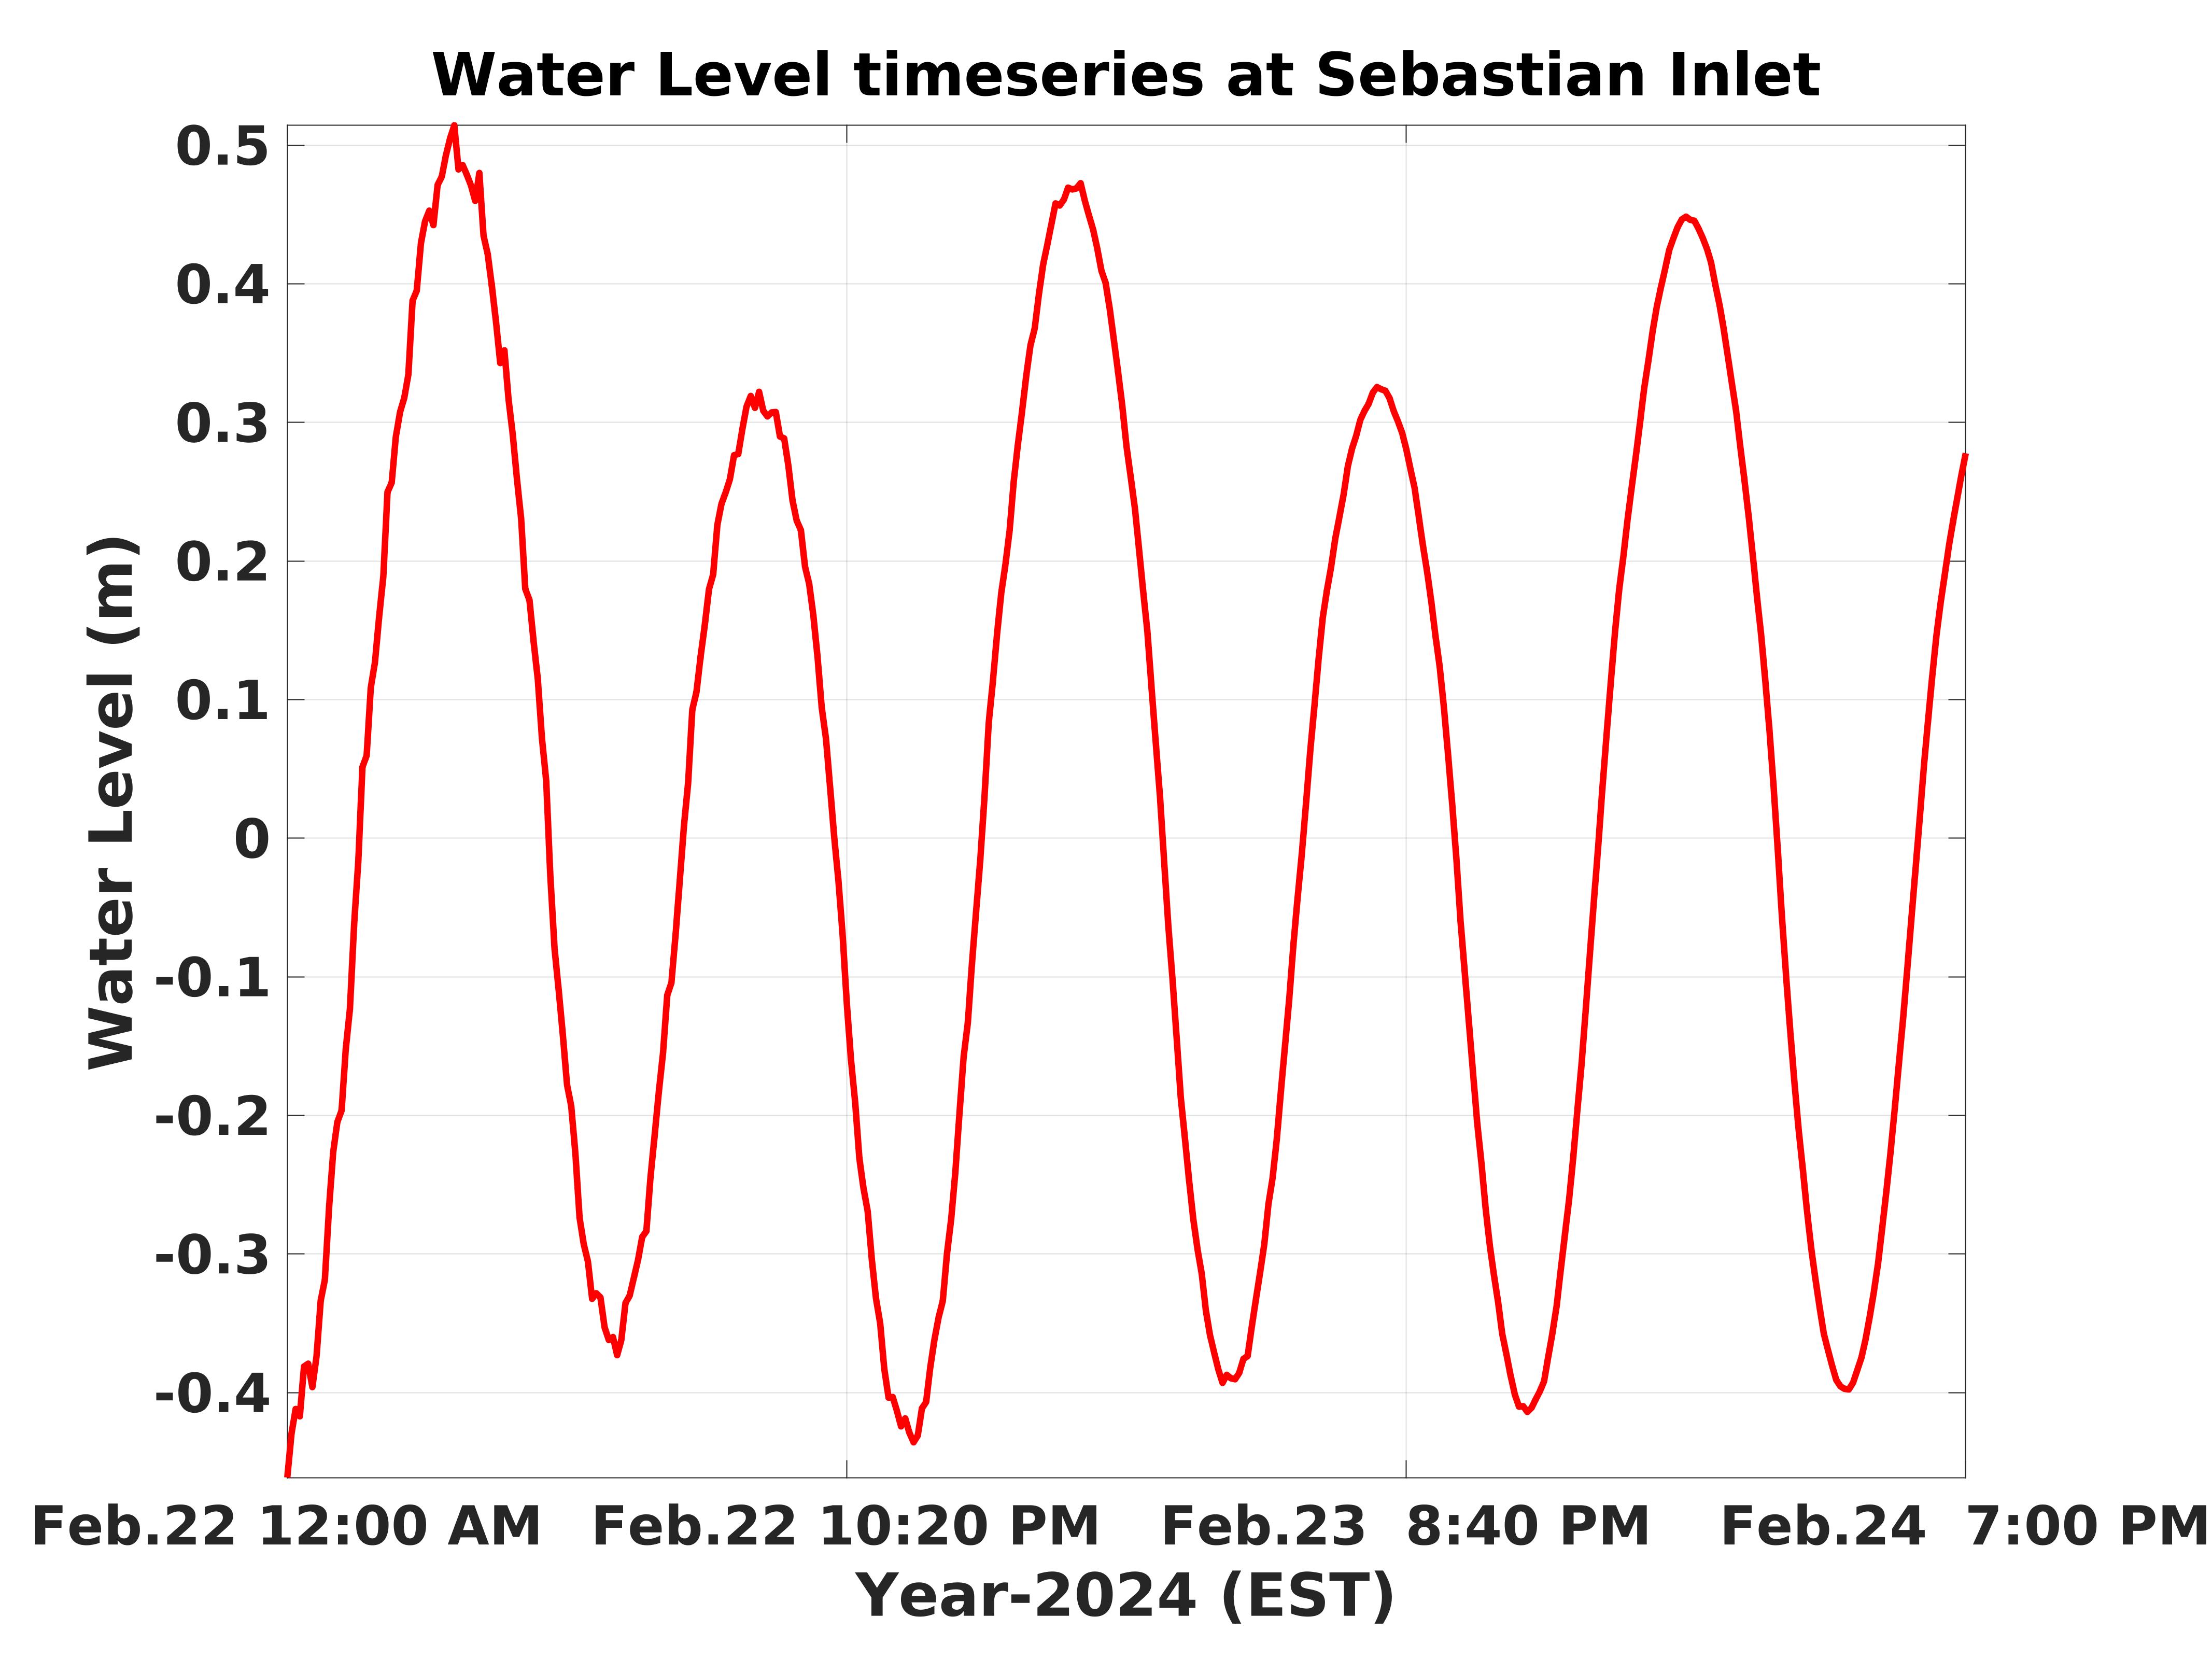 Water Level timeseries at Sebastian Inlet
0.5
0.4
0.3
0.2
0.1
0
-0.1
-0.2
-0.3
-0.4
Water Level (m)
Feb.22 12:00 AM Feb.22 10:20 PM Feb.23 8:40 PM Feb.24 7:00 PM
Year-2024 (EST)